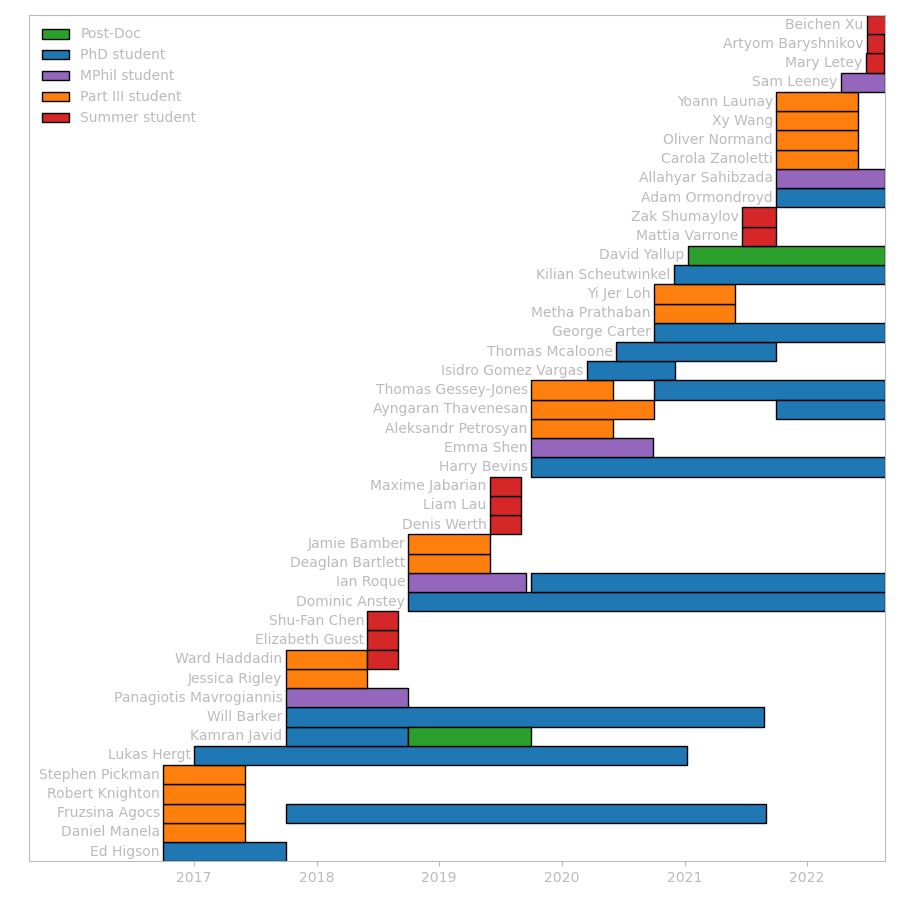 Post-Doc
PhD student
MPhil student
Part III student
Summer student
Beichen Xu
Artyom Baryshnikov
Mary Letey
Sam Leeney
Yoann Launay
Xy Wang
Oliver Normand
Carola Zanoletti
Allahyar Sahibzada
Adam Ormondroyd
Zak Shumaylov
Mattia Varrone
David Yallup
Kilian Scheutwinkel
Yi Jer Loh
Metha Prathaban
George Carter
Thomas Mcaloone
Isidro Gomez Vargas
Thomas Gessey-Jones
Ayngaran Thavenesan
Aleksandr Petrosyan
Emma Shen
Harry Bevins
Maxime Jabarian
Liam Lau
Denis Werth
Jamie Bamber
Deaglan Bartlett
Ian Roque
Dominic Anstey
Shu-Fan Chen
Elizabeth Guest
Ward Haddadin
Jessica Rigley
Panagiotis Mavrogiannis
Will Barker
Kamran Javid
Lukas Hergt
Stephen Pickman
Robert Knighton
Fruzsina Agocs
Daniel Manela
Ed Higson
2017 2018 2019 2020 2021 2022